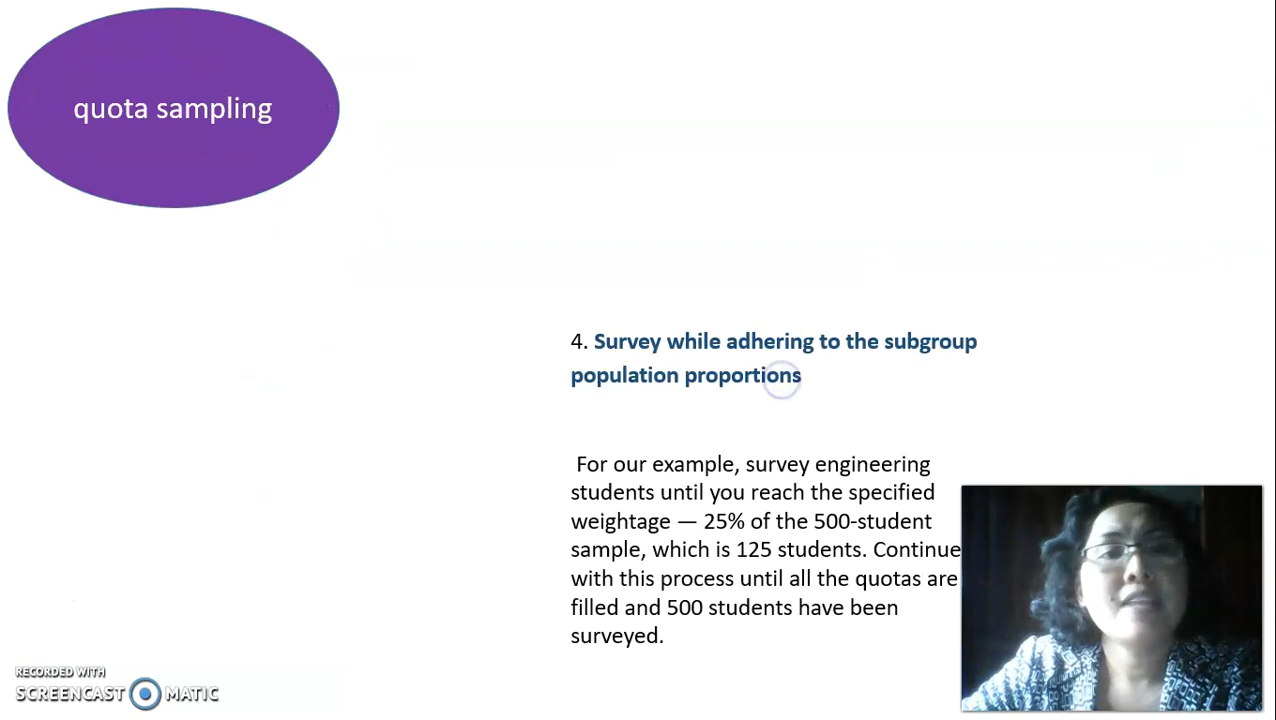 quota sampling
4. Survey while adhering to the subgroup
population proportions
For our example, survey engineering
students until you reach the specified
weightage — 25% of the 500-student
sample, which is 125 students. Continue
with this process until all the quotas are
filled and 500 students have been
surveyed.
RECORDED WITH
SCREENCAST MATIC